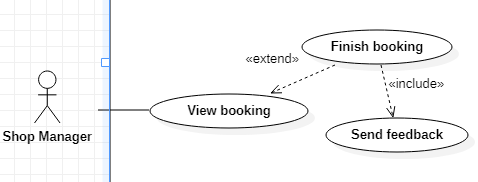 Finish booking
«extend»
«include»
View booking
Send feedback
Shop Manager